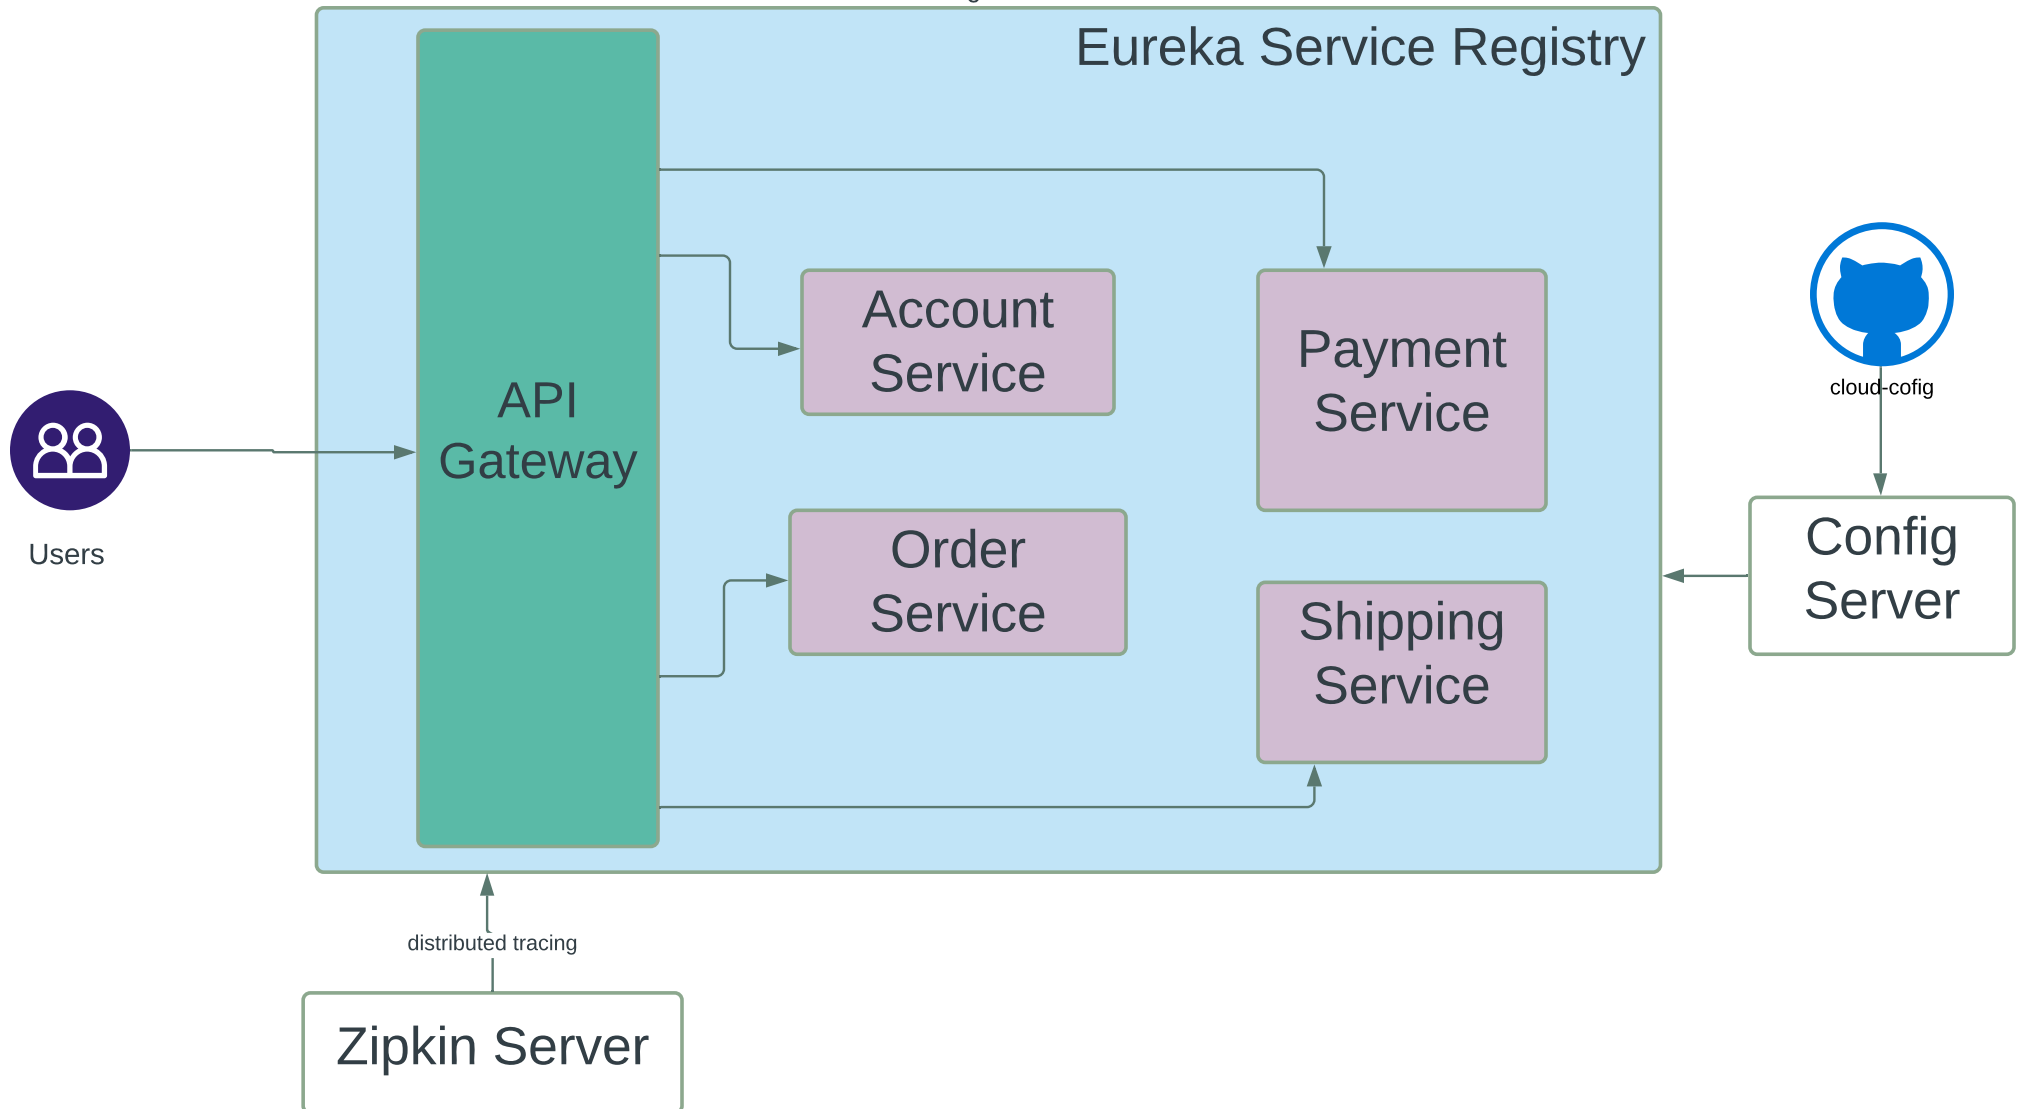 Eureka Service Registry
API
Gateway
Account
Service
Payment
Service
Order
Service
Shipping
Service
Users
cloud-cofig
Config
Server
distributed tracing
Zipkin Server